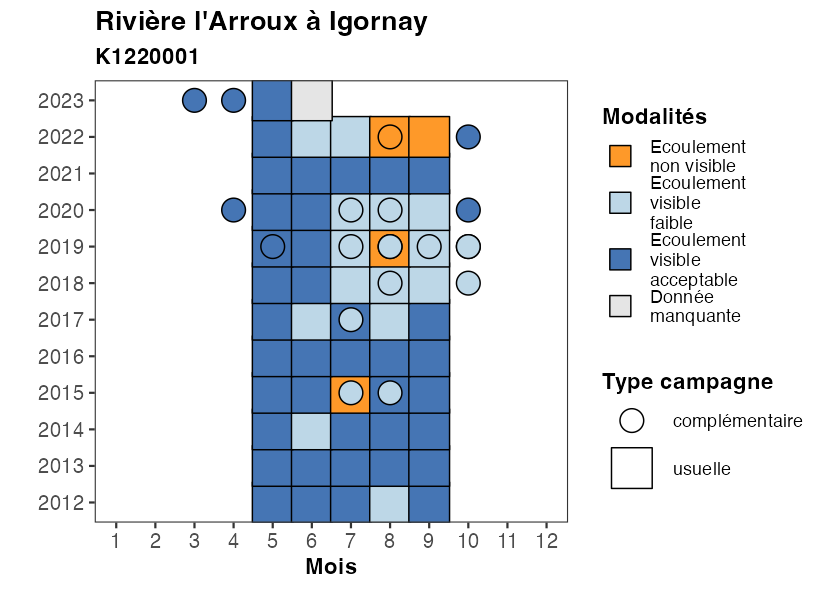 Rivière l'Arroux à Igornay
K1220001
2023
2022
2021
2020
2019
2018
2017
2016
2015
2014
2013
2012
1 2 3 4 5 6 7 8 9 10 11 12
Mois
Modalités
Ecoulement
non visible
Ecoulement
visible
faible
Ecoulement
visible
acceptable
Donnée
manquante
Type campagne
complémentaire
usuelle